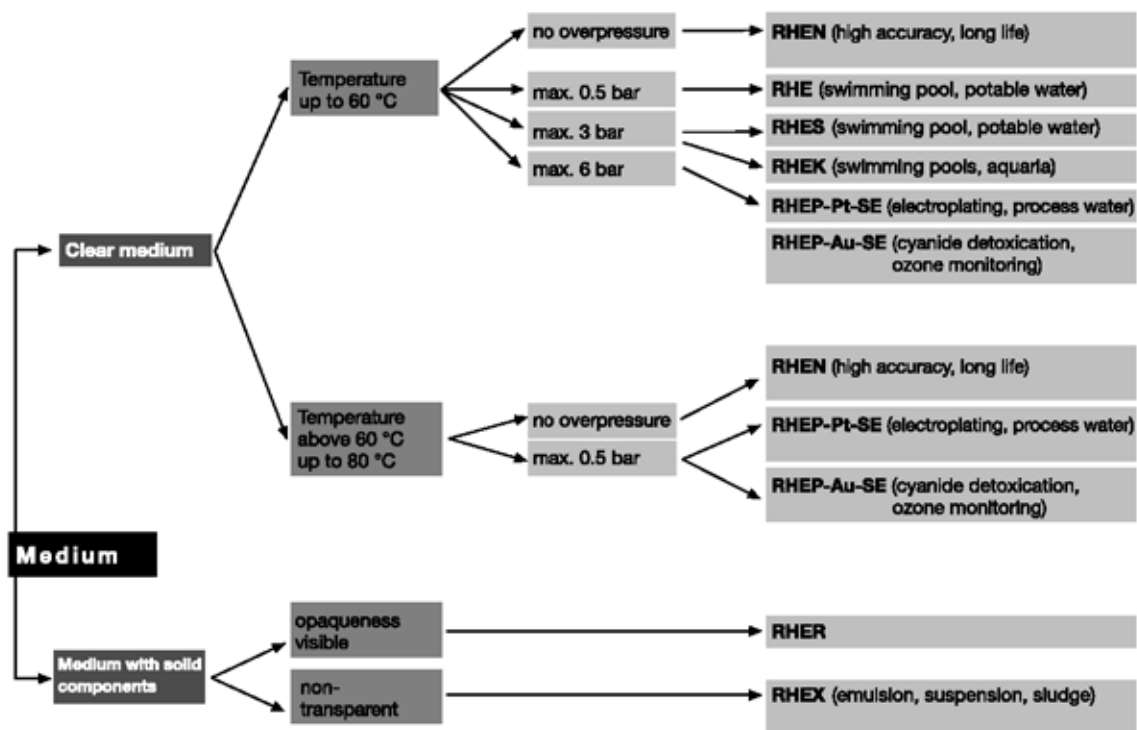 no overpressure
RHEN (high accuracy, long life)
Temperature
up to 60 °C
max. 0.5 bar
RHE (swimming pool, potable water)
max. 3 bar
RHES (swimming pool, potable water)
max. 6 bar
RHEK (swimming pools, aquaria)
RHEP-Pt-SE (electroplating, process water)
Clear medium
RHEP-Au-SE (cyanide detoxication,
ozone monitoring)
RHEN (high accuracy, long life)
Temperature
above 60 °C
up to 80 °C
no overpressure
max. 0.5 bar
RHEP-Pt-SE (electroplating, process water)
RHEP-Au-SE (cyanide detoxication,
ozone monitoring)
Medium
opaqueness
visible
RHER
Medium with solid
components
non-
transparent
RHEX (emulsion, suspension, sludge)